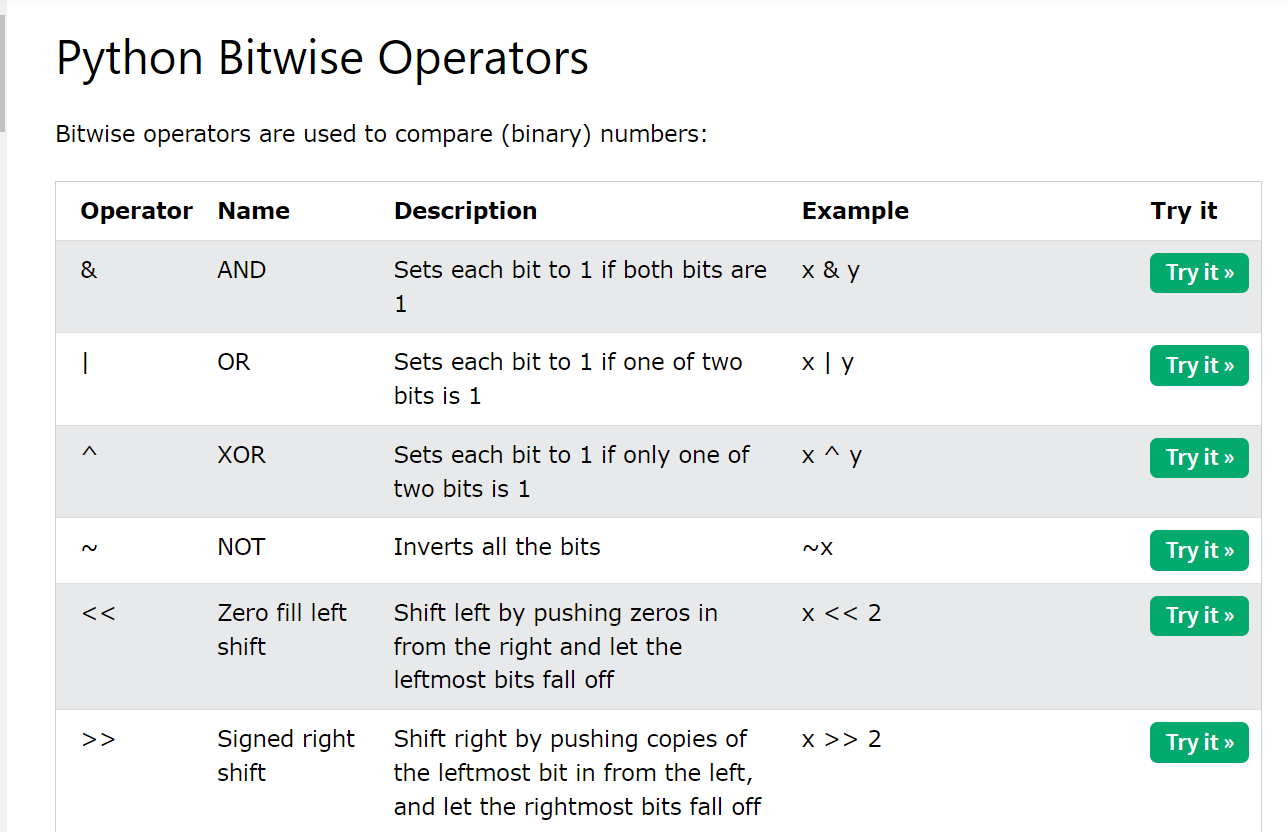 Python Bitwise Operators
Bitwise operators are used to compare (binary) numbers:
Operator Name Description Example Try it
& AND Sets each bit to 1 if both bits are x & y Try it »
1
| OR Sets each bit to 1 if one of two x | y Try it »
bits is 1
^ XOR Sets each bit to 1 if only one of x ^ y Try it »
two bits is 1
~ NOT Inverts all the bits ~x Try it »
<< Zero fill left Shift left by pushing zeros in x << 2 Try it »
shift from the right and let the
leftmost bits fall off
>> Signed right Shift right by pushing copies of x >> 2 Try it »
shift the leftmost bit in from the left,
and let the rightmost bits fall off